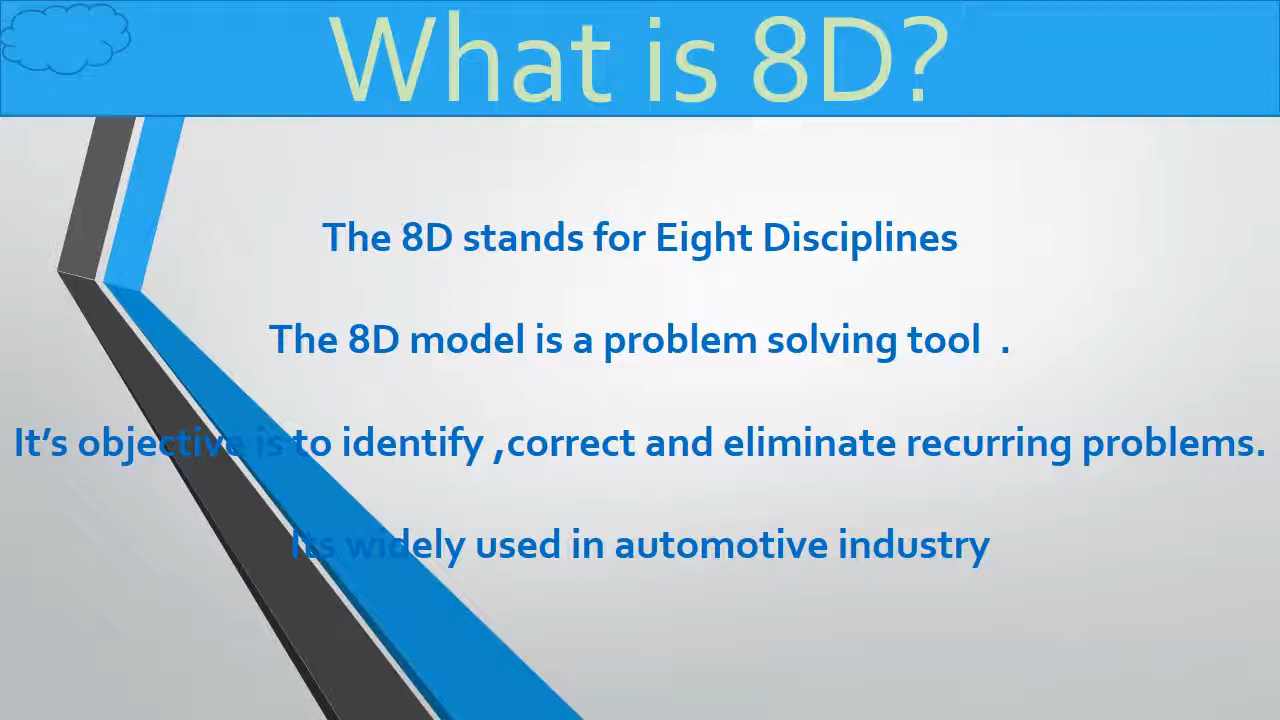 What is 8D?
The 8D stands for Eight Disciplines
The 8D model is a problem solving tool .
It’s objective is to identify ,correct and eliminate recurring problems.
Its widely used in automotive industry